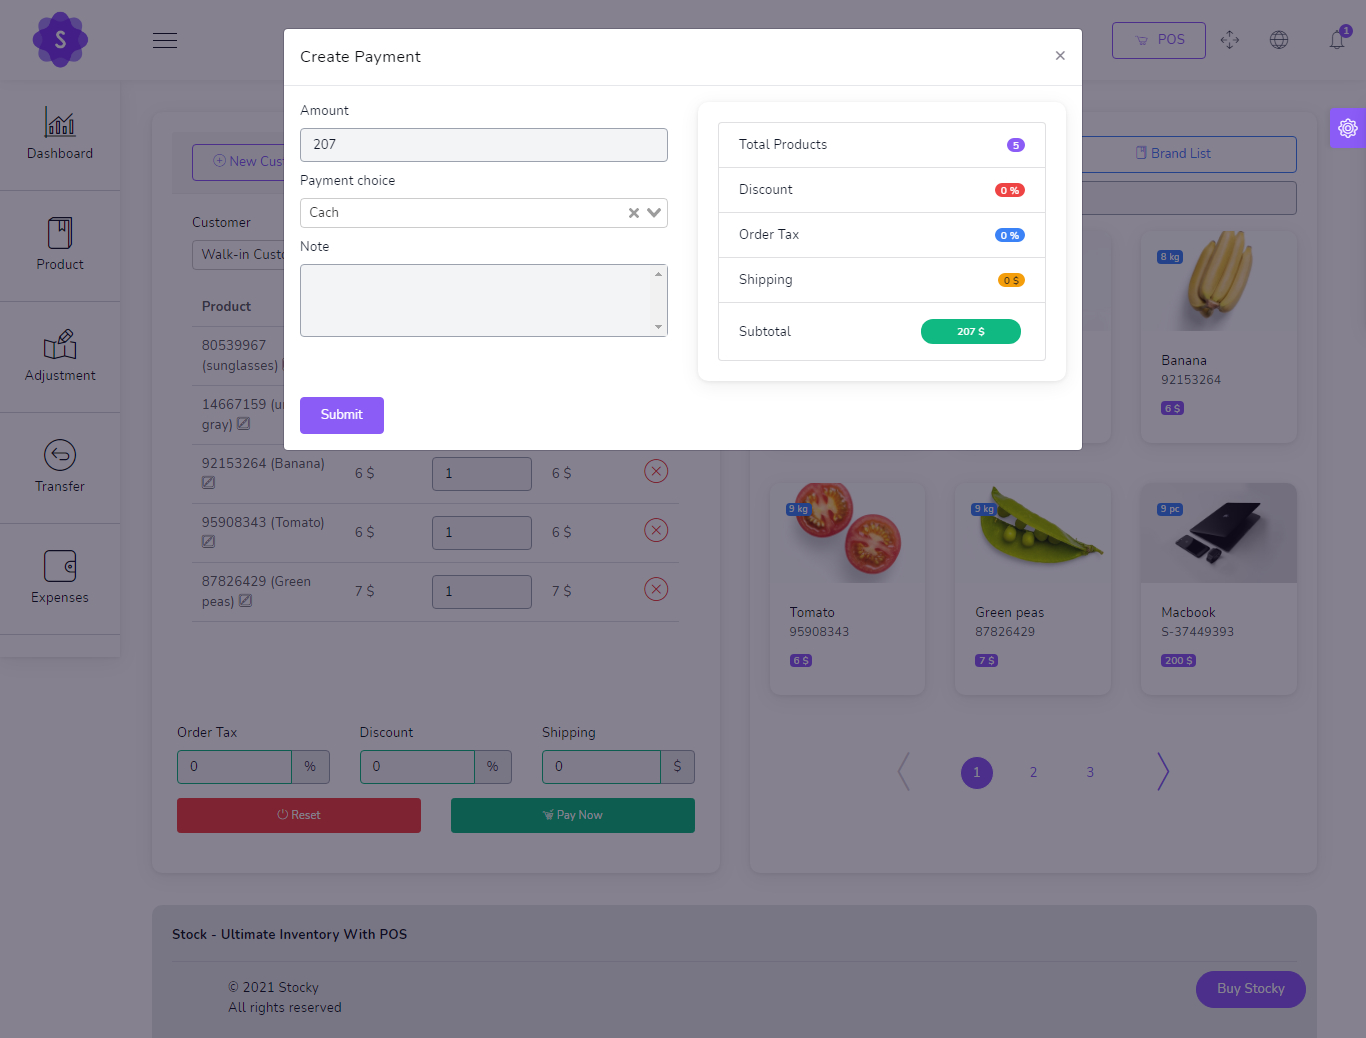 S
POS
1
Create Payment
×
Amount
207
Payment choice
Cach
Note
Submit
Total Products 5
Discount 0 %
Order Tax 0 %
Shipping 0 $
Subtotal 207 $
Dashboard
Product
Adjustment
Transfer
Expenses
New Cust
Customer
Walk-in Custo
Product
80539967
(sunglasses)
14667159 (u
gray)
92153264 (Banana) 6 $ 1 6 $
95908343 (Tomato) 6 $ 1 6 $
87826429 (Green
peas) 7 $ 1 7 $
Order Tax Discount Shipping
0 % 0 % 0 $
Reset Pay Now
Brand List
8 kg
Banana
92153264
6 $
9 kg
Tomato
95908343
6 $
9 kg
Green peas
87826429
7 $
9 pc
Macbook
S-37449393
200 $
1 2 3
Stock - Ultimate Inventory With POS
© 2021 Stocky
All rights reserved
Buy Stocky